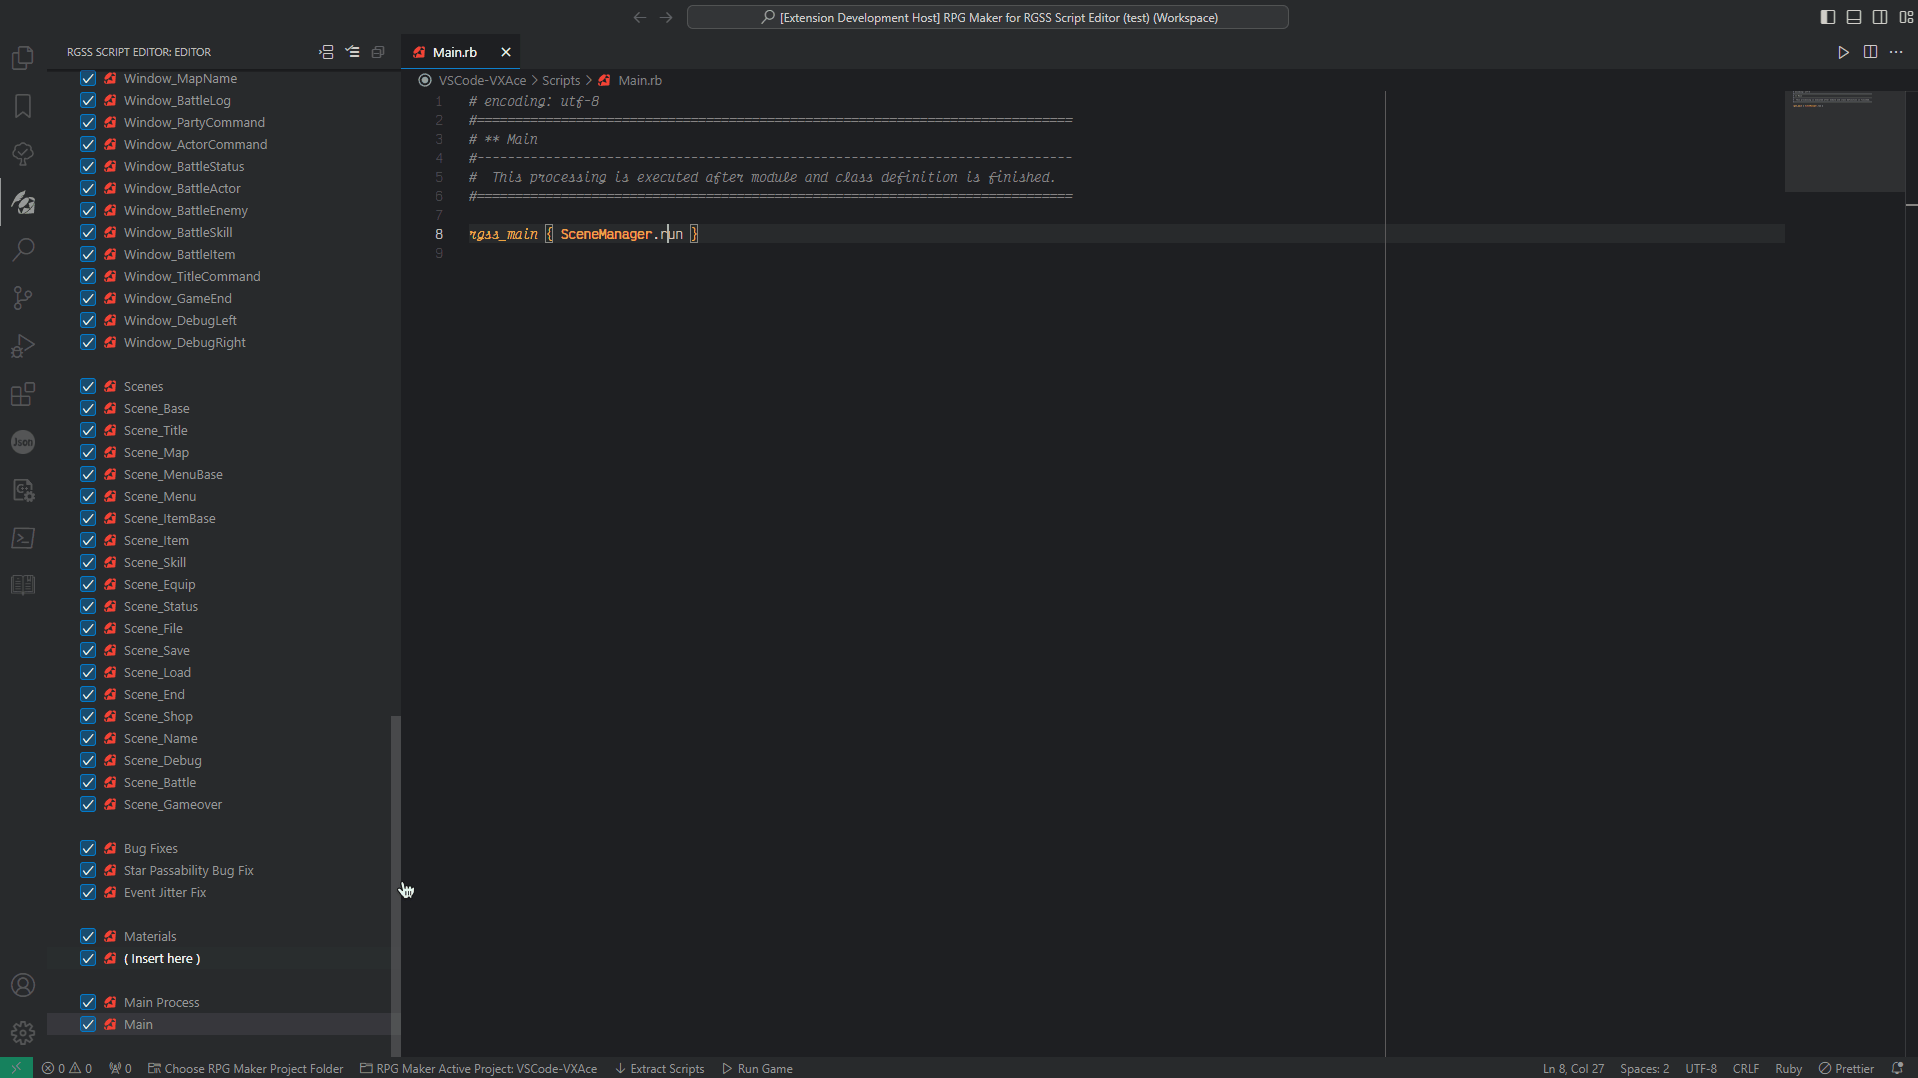 [Extension Development Host] RPG Maker for RGSS Script Editor (test) (Workspace)
RGSS SCRIPT EDITOR: EDITOR
Window_MapName
Window_BattleLog
Window_PartyCommand
Window_ActorCommand
Window_BattleStatus
Window_BattleActor
Window_BattleEnemy
Window_BattleSkill
Window_BattleItem
Window_TitleCommand
Window_GameEnd
Window_DebugLeft
Window_DebugRight
Scenes
Scene_Base
Scene_Title
Scene_Map
Scene_MenuBase
Scene_Menu
Scene_ItemBase
Scene_Item
Scene_Skill
Scene_Equip
Scene_Status
Scene_File
Scene_Save
Scene_Load
Scene_End
Scene_Shop
Scene_Name
Scene_Debug
Scene_Battle
Scene_Gameover
Bug Fixes
Star Passability Bug Fix
Event Jitter Fix
Materials
( Insert here )
Main Process
Main
Json
Main.rb
VSCode-VXAce > Scripts > Main.rb
1 # encoding: utf-8
2 #==============================================================================
3 # ** Main
4 #------------------------------------------------------------------------------
5 #  This processing is executed after module and class definition is finished.
6 #==============================================================================
7
8 rgss_main { SceneManager.run }
9
0 0 0 Choose RPG Maker Project Folder RPG Maker Active Project: VSCode-VXAce Extract Scripts Run Game Ln 8, Col 27 Spaces: 2 UTF-8 CRLF Ruby Prettier